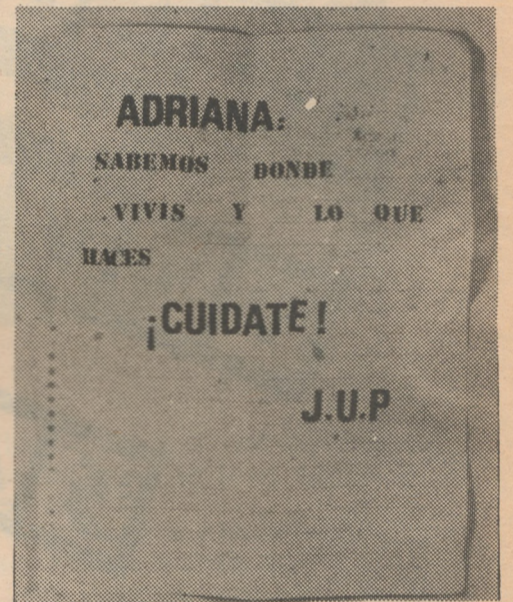 ADRIANA:
SABEMOS DONDE
VIVIS Y LO QUE
HACES
¡CUIDATE!
J.U.P